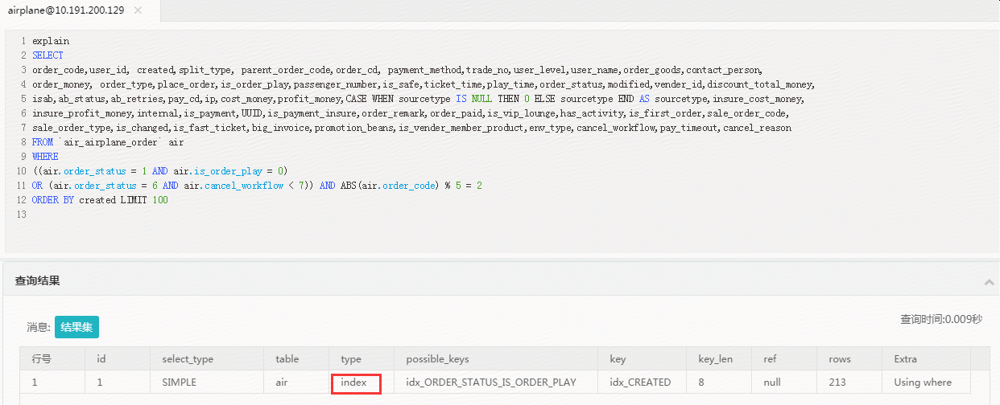 airplane@10.191.200.129 ×
1 explain
2 SELECT
3 order_code,user_id, created,split_type, parent_order_code,order_cd, payment_method,trade_no,user_level,user_name,order_goods,contact_person,
4 order_money, order_type,place_order,is_order_play,passenger_number,is_safe,ticket_time,play_time,order_status,modified,vender_id,discount_total_money,
5 isab,ab_status,ab_retries,pay_cd,ip,cost_money,profit_money,CASE WHEN sourcetype IS NULL THEN 0 ELSE sourcetype END AS sourcetype,insure_cost_money,
6 insure_profit_money,internal,is_payment,UUID,is_payment_insure,order_remark,order_paid,is_vip_lounge,has_activity,is_first_order,sale_order_code,
7 sale_order_type,is_changed,is_fast_ticket,big_invoice,promotion_beans,is_vender_member_product,env_type,cancel_workflow,pay_timeout,cancel_reason
8 FROM `air_airplane_order` air
9 WHERE
10 ((air.order_status = 1 AND air.is_order_play = 0)
11 OR (air.order_status = 6 AND air.cancel_workflow < 7)) AND ABS(air.order_code) % 5 = 2
12 ORDER BY created LIMIT 100
13
查询结果
消息: 结果集
查询时间:0.009秒
行号 id select_type table type possible_keys key key_len ref rows Extra
1 1 SIMPLE air index idx_ORDER_STATUS_IS_ORDER_PLAY idx_CREATED 8 null 213 Using where